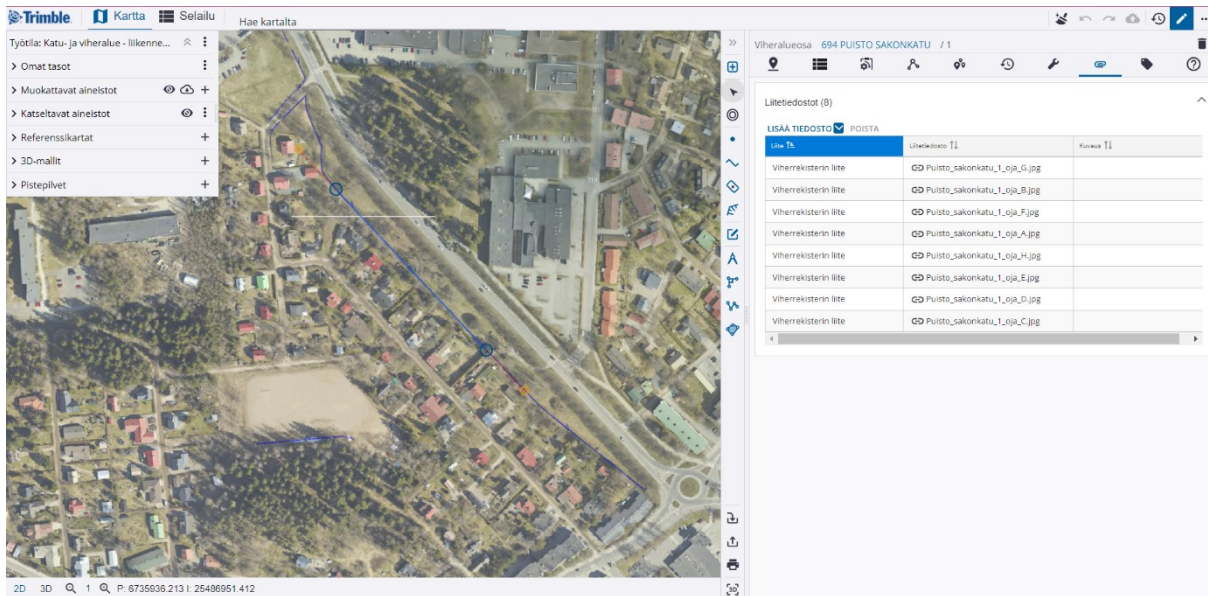 Trimble. Kartta Selailu Hae kartalta
Työtila: Katu- ja viheralue - liikenne...
Omat tasot
Muokattavat aineistot
Katseltavat aineistot
Referenssikartat
3D-mallit
Pistepilvet
2D 3D 1 P: 6735936.213 I: 25486951.412
Viheralueosa 694 PUISTO SAKONKATU / 1
Liitetiedostot (8)
LISÄÄ TIEDOSTO POISTA
Liite Liitetiedosto Kuvaus
Viherrekisterin liite Puisto_sakonkatu_1_oja_G.jpg
Viherrekisterin liite Puisto_sakonkatu_1_oja_B.jpg
Viherrekisterin liite Puisto_sakonkatu_1_oja_F.jpg
Viherrekisterin liite Puisto_sakonkatu_1_oja_A.jpg
Viherrekisterin liite Puisto_sakonkatu_1_oja_H.jpg
Viherrekisterin liite Puisto_sakonkatu_1_oja_E.jpg
Viherrekisterin liite Puisto_sakonkatu_1_oja_D.jpg
Viherrekisterin liite Puisto_sakonkatu_1_oja_C.jpg